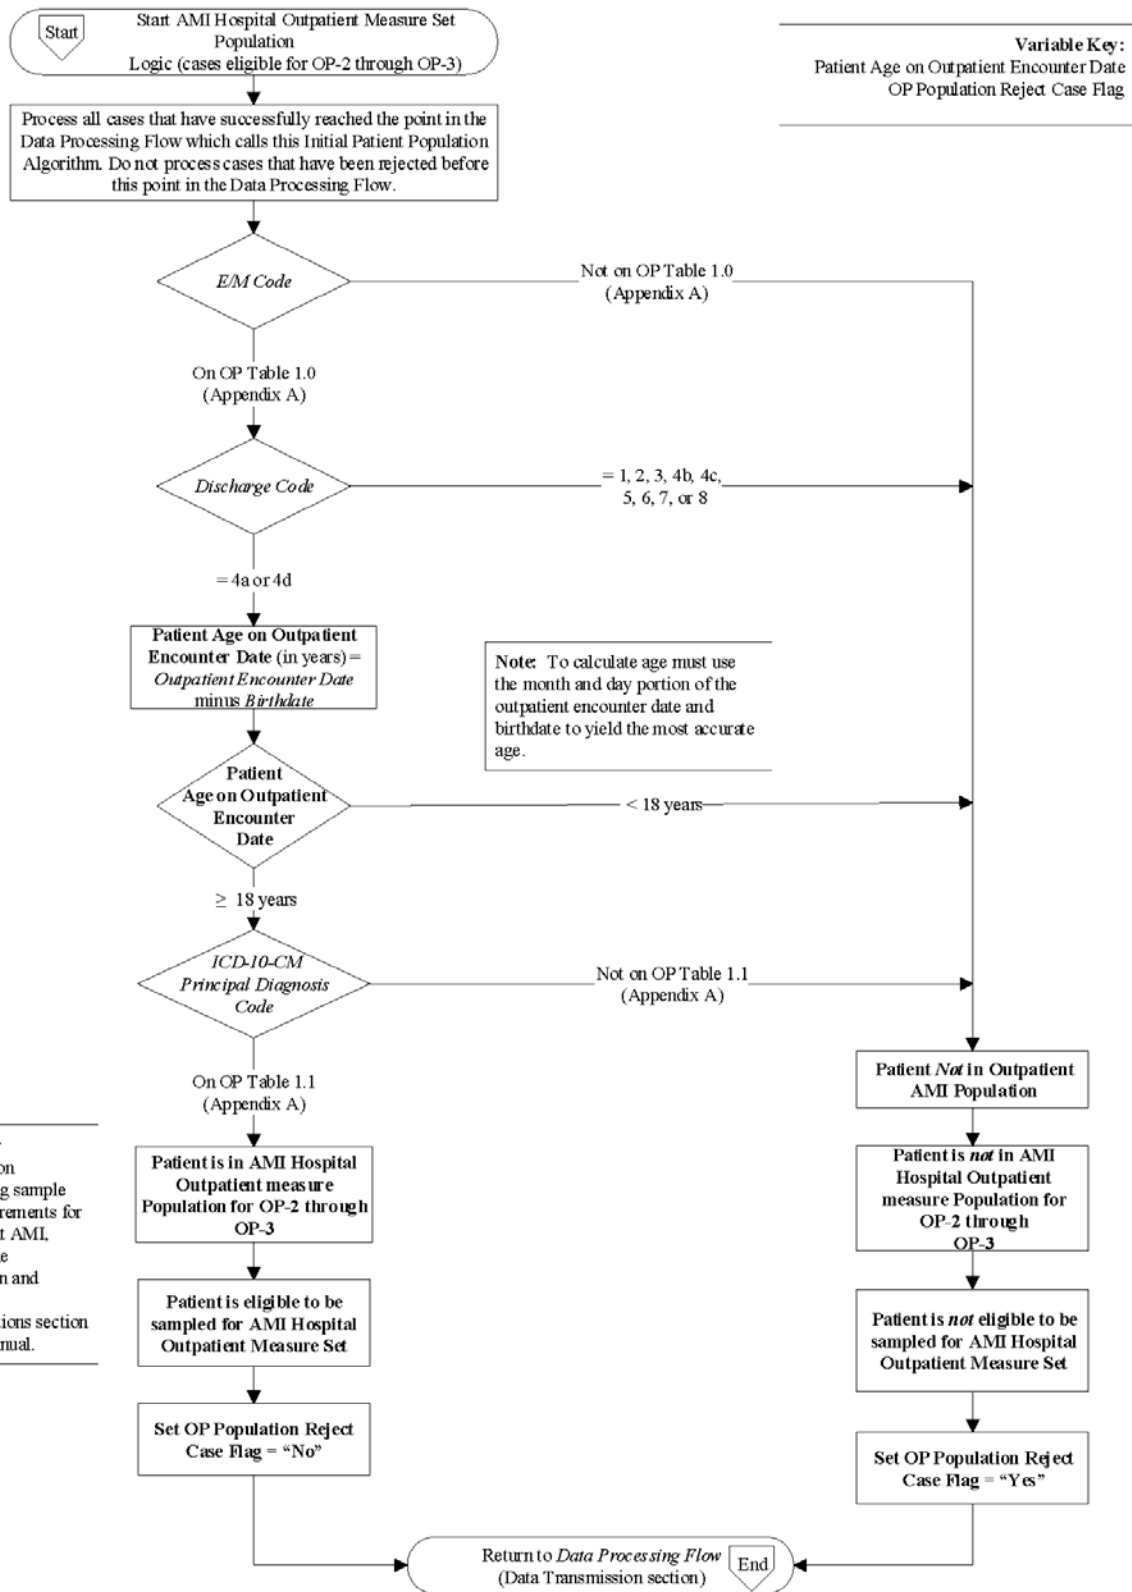 Start
Start AMI Hospital Outpatient Measure Set
Population
Logic (cases eligible for OP-2 through OP-3)
Variable Key:
Patient Age on Outpatient Encounter Date
OP Population Reject Case Flag
Process all cases that have successfully reached the point in the
Data Processing Flow which calls this Initial Patient Population
Algorithm. Do not process cases that have been rejected before
this point in the Data Processing Flow.
E/M Code
Not on OP Table 1.0
(Appendix A)
On OP Table 1.0
(Appendix A)
Discharge Code
= 1, 2, 3, 4b, 4c,
5, 6, 7, or 8
= 4a or 4d
Patient Age on Outpatient
Encounter Date (in years) =
Outpatient Encounter Date
minus Birthdate
Note: To calculate age must use
the month and day portion of the
outpatient encounter date and
birthdate to yield the most accurate
age.
Patient
Age on Outpatient
Encounter
Date
< 18 years
≥ 18 years
ICD-10-CM
Principal Diagnosis
Code
Not on OP Table 1.1
(Appendix A)
On OP Table 1.1
(Appendix A)
Patient is in AMI Hospital
Outpatient measure
Population for OP-2 through
OP-3
Patient is eligible to be
sampled for AMI Hospital
Outpatient Measure Set
Set OP Population Reject
Case Flag = “No”
on
g sample
rements for
t AMI,
e
n and
tions section
nual.
Patient Not in Outpatient
AMI Population
Patient is not in AMI
Hospital Outpatient
measure Population for
OP-2 through
OP-3
Patient is not eligible to be
sampled for AMI Hospital
Outpatient Measure Set
Set OP Population Reject
Case Flag = “Yes”
Return to Data Processing Flow
(Data Transmission section)
End